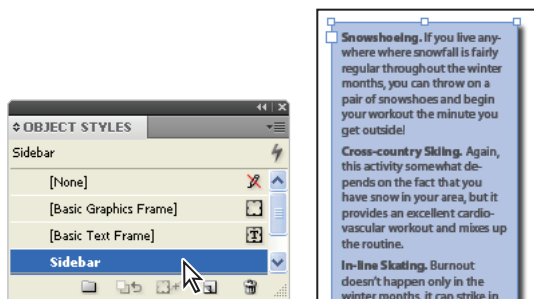 OBJECT STYLES
Sidebar
[None]
[Basic Graphics Frame]
[Basic Text Frame]
Sidebar
Snowshoeing. If you live any-
where where snowfall is fairly
regular throughout the winter
months, you can throw on a
pair of snowshoes and begin
your workout the minute you
get outside!
Cross-country Skiing. Again,
this activity somewhat de-
pends on the fact that you
have snow in your area, but it
provides an excellent cardio-
vascular workout and mixes up
the routine.
In-line Skating. Burnout
doesn't happen only in the
winter months, it can strike in